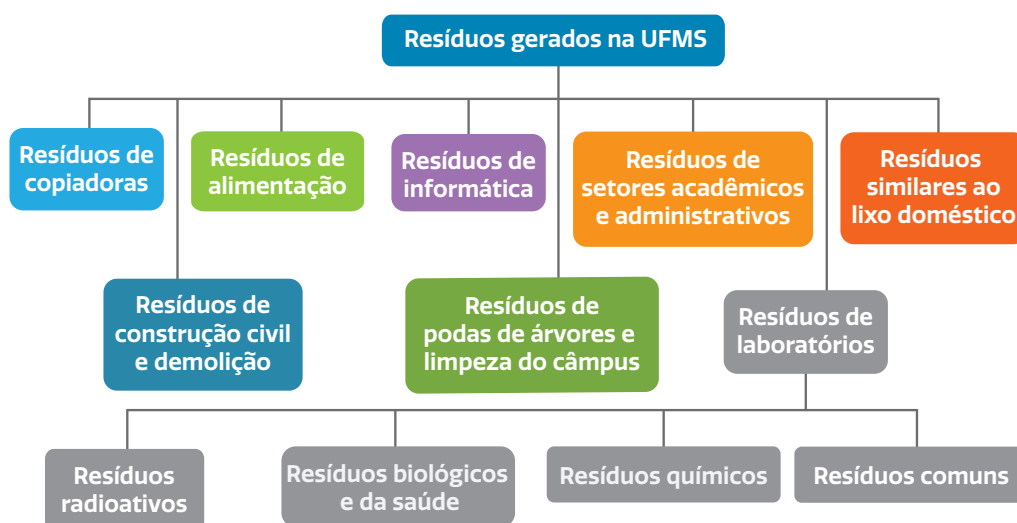 Resíduos gerados na UFMS
Resíduos de
copiadoras
Resíduos de
alimentação
Resíduos de
informática
Resíduos de
setores acadêmicos
e administrativos
Resíduos
similares ao
lixo doméstico
Resíduos de
construção civil
e demolição
Resíduos de
podas de árvores e
limpeza do câmpus
Resíduos de
laboratórios
Resíduos
radioativos
Resíduos biológicos
e da saúde
Resíduos químicos
Resíduos comuns